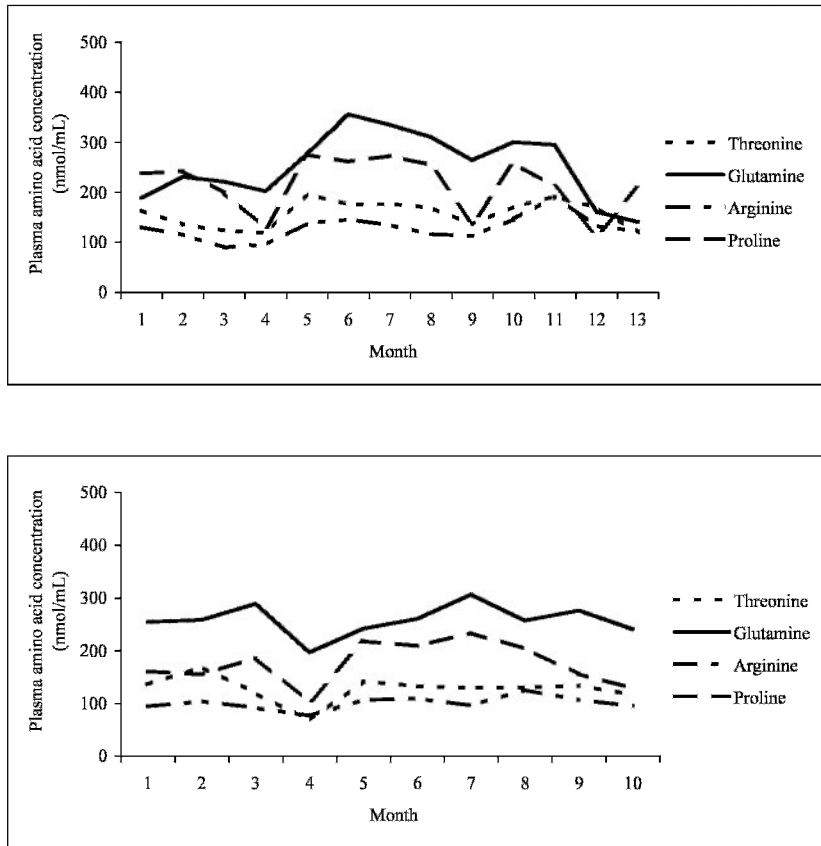 Plasma amino acid concentration
(nmol/mL)
500
400
300
200
100
0
1 2 3 4 5 6 7 8 9 10 11 12 13
Month
Threonine
Glutamine
Arginine
Proline
Plasma amino acid concentration
(nmol/mL)
500
400
300
200
100
0
1 2 3 4 5 6 7 8 9 10
Month
Threonine
Glutamine
Arginine
Proline